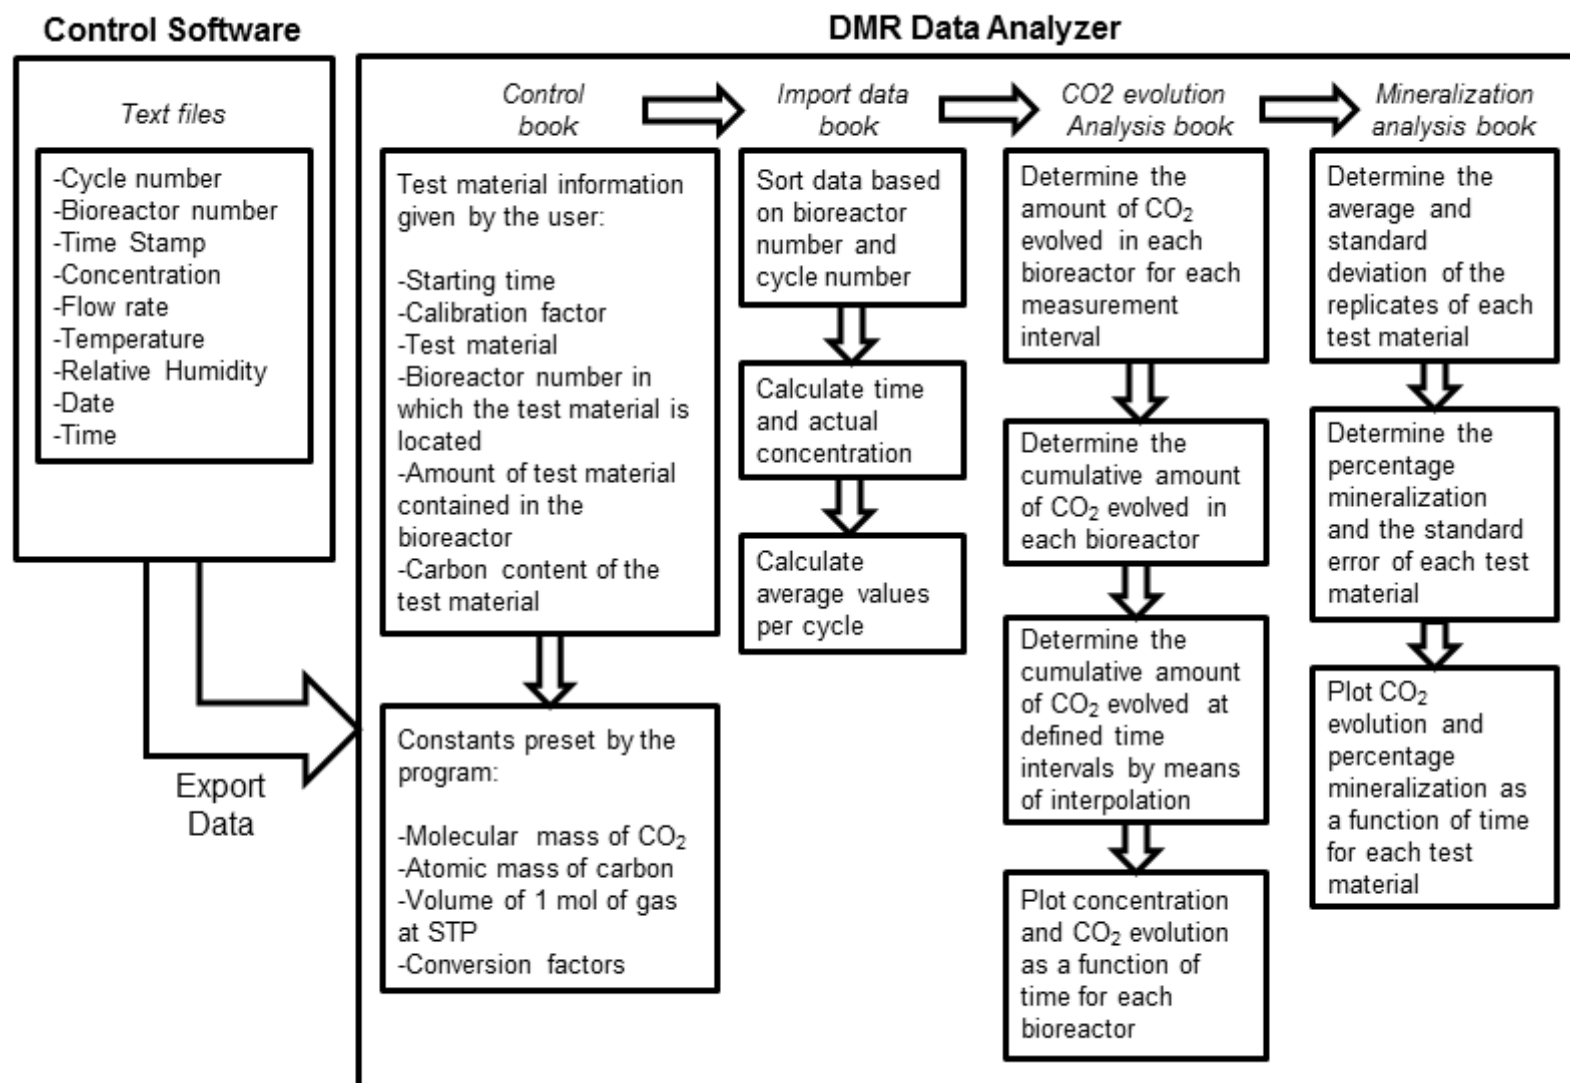 Control Software
Text files
-Cycle number
-Bioreactor number
-Time Stamp
-Concentration
-Flow rate
-Temperature
-Relative Humidity
-Date
-Time
Export
Data
DMR Data Analyzer
Control
book
Test material information
given by the user:
-Starting time
-Calibration factor
-Test material
-Bioreactor number in
which the test material is
located
-Amount of test material
contained in the
bioreactor
-Carbon content of the
test material
Constants preset by the
program:
-Molecular mass of CO₂
-Atomic mass of carbon
-Volume of 1 mol of gas
at STP
-Conversion factors
Import data
book
Sort data based
on bioreactor
number and
cycle number
Calculate time
and actual
concentration
Calculate
average values
per cycle
CO2 evolution
Analysis book
Determine the
amount of CO₂
evolved in each
bioreactor for each
measurement
interval
Determine the
cumulative amount
of CO₂ evolved in
each bioreactor
Determine the
cumulative amount
of CO₂ evolved at
defined time
intervals by means
of interpolation
Plot concentration
and CO₂ evolution
as a function of
time for each
bioreactor
Mineralization
analysis book
Determine the
average and
standard
deviation of the
replicates of each
test material
Determine the
percentage
mineralization
and the standard
error of each test
material
Plot CO₂
evolution and
percentage
mineralization as
a function of time
for each test
material